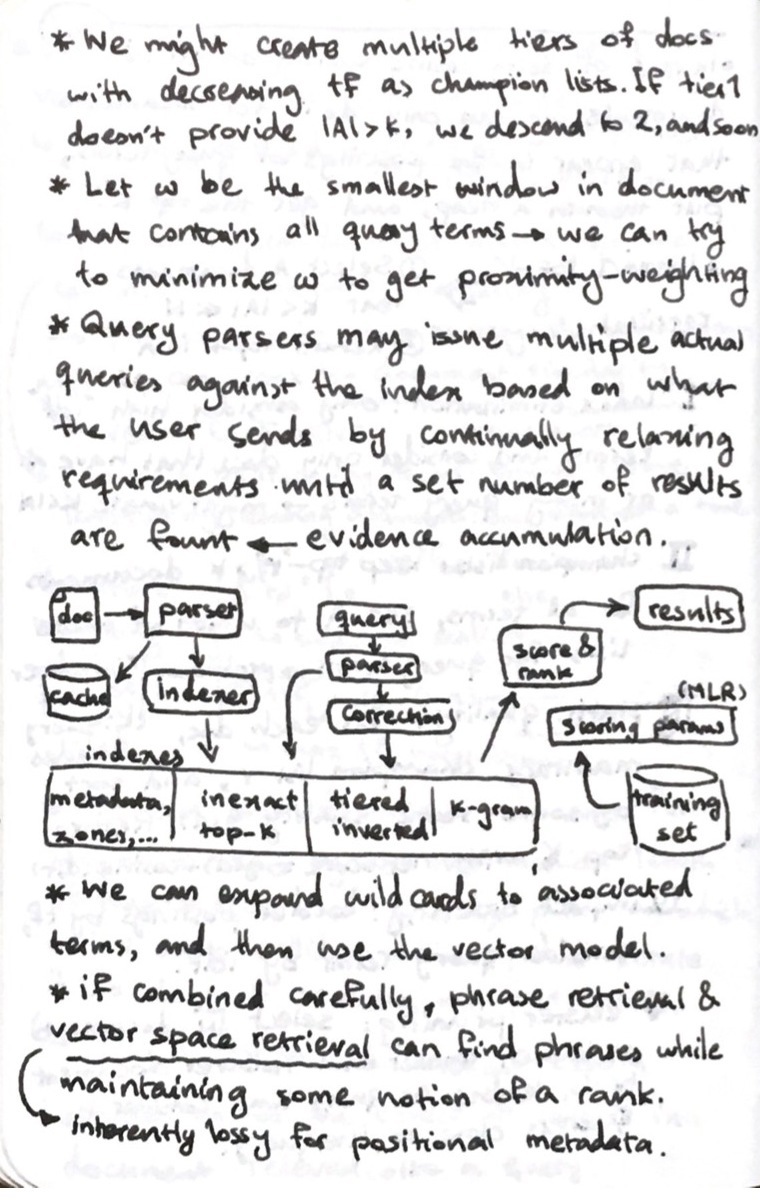 * We might create multiple tiers of docs
with decreasing tf as champion lists. If tier 1
doesn't provide |A|>k, we descend to 2, and so on
* Let ω be the smallest window in document
that contains all query terms → we can try
to minimize ω to get proximity-weighting
* Query parsers may issue multiple actual
queries against the index based on what
the user sends by continually relaxing
requirements until a set number of results
are fount ← evidence accumulation.
doc → parser
cache
indexer
query
parser
correction
score &
rank
results
(MLR)
scoring params
training
set
indexes
metadata,
zones,...
inexact
top-k
tiered
inverted
k-gram
* We can expand wild cards to associated
terms, and then use the vector model.
* if combined carefully, phrase retrieval &
vector space retrieval can find phrases while
maintaining some notion of a rank.
inherently lossy for positional metadata.